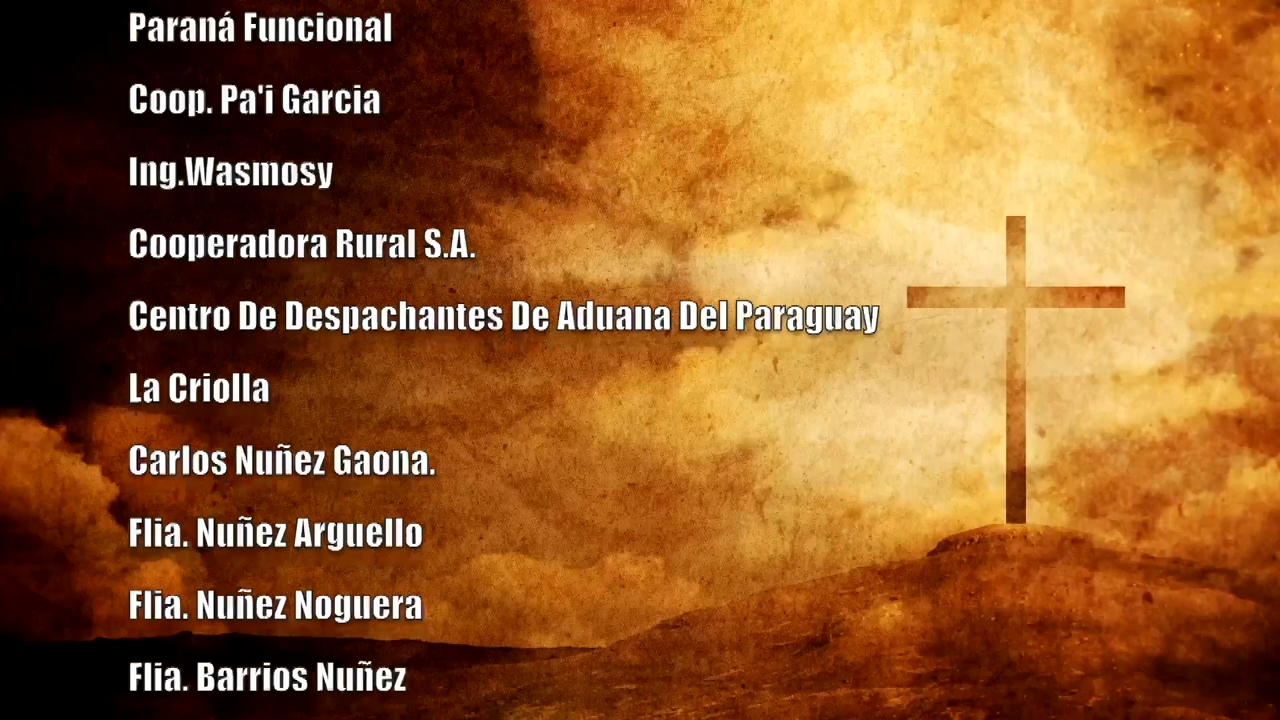 Paraná Funcional
Coop. Pa'i Garcia
Ing.Wasmosy
Cooperadora Rural S.A.
Centro De Despachantes De Aduana Del Paraguay
La Criolla
Carlos Nuñez Gaona.
Flia. Nuñez Arguello
Flia. Nuñez Noguera
Flia. Barrios Nuñez